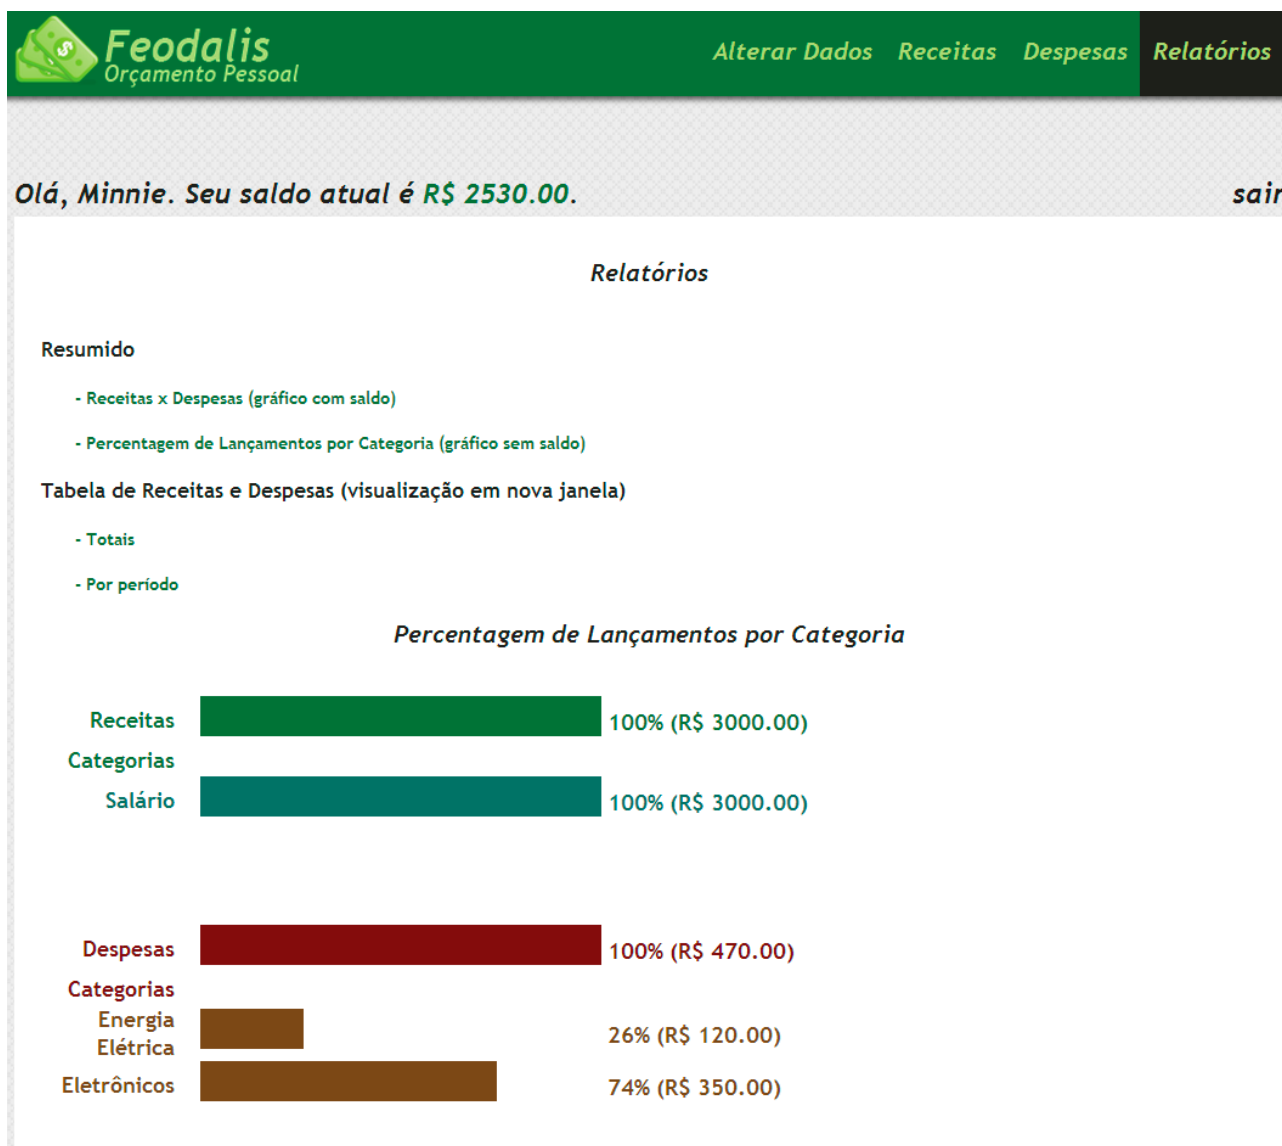 Feodalis
Orçamento Pessoal
Alterar Dados Receitas Despesas Relatórios
Olá, Minnie. Seu saldo atual é R$ 2530.00.
sair
Relatórios
Resumido
- Receitas x Despesas (gráfico com saldo)
- Percentagem de Lançamentos por Categoria (gráfico sem saldo)
Tabela de Receitas e Despesas (visualização em nova janela)
- Totais
- Por período
Percentagem de Lançamentos por Categoria
Receitas 100% (R$ 3000.00)
Categorias
Salário 100% (R$ 3000.00)
Despesas 100% (R$ 470.00)
Categorias
Energia
Elétrica 26% (R$ 120.00)
Eletrônicos 74% (R$ 350.00)